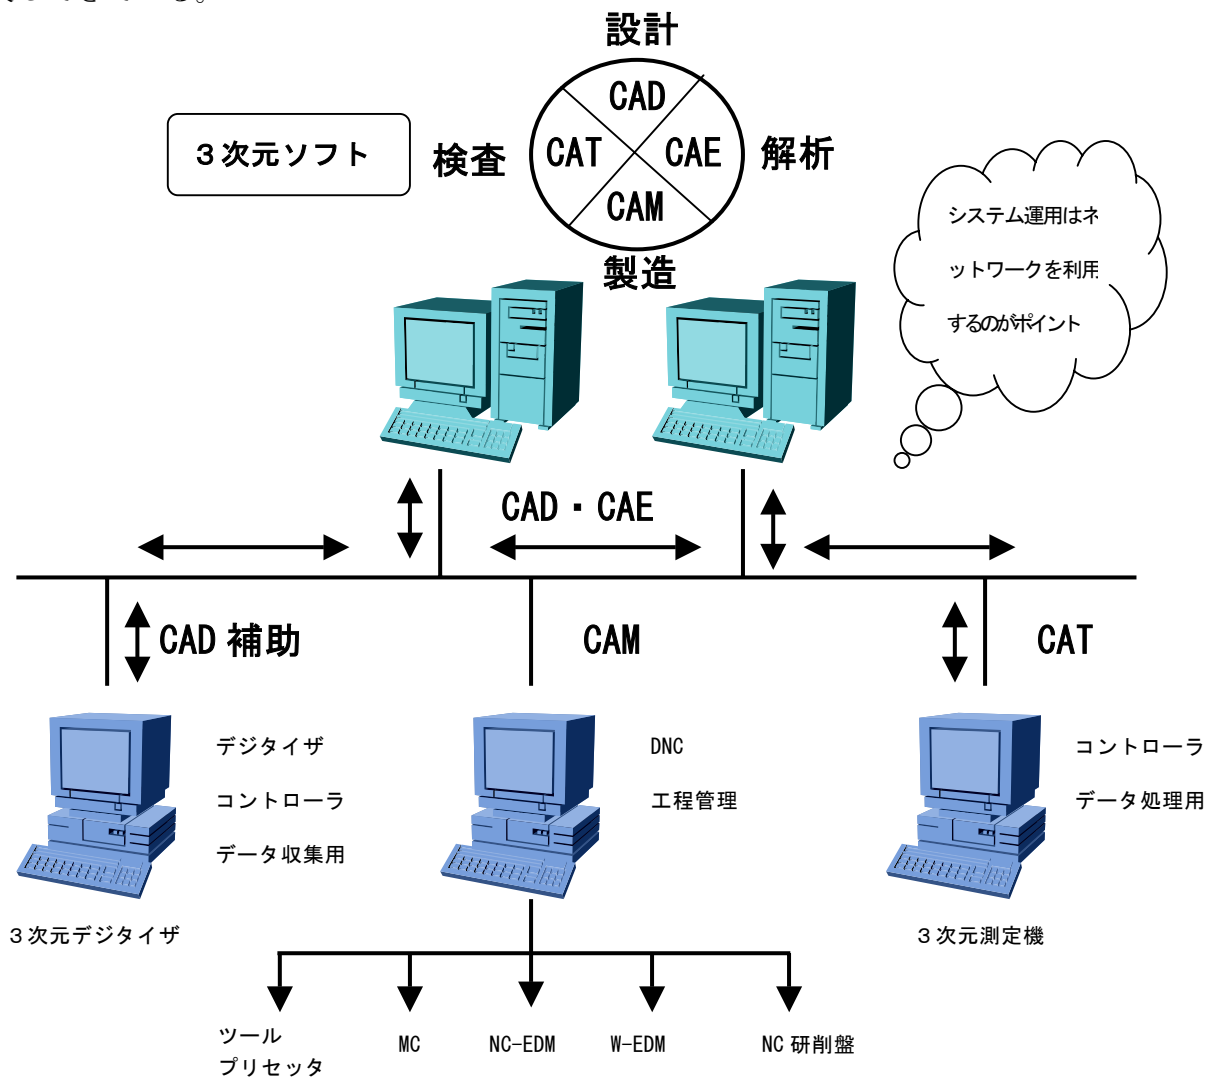 設計
CAD
3次元ソフト
検査
CAT
CAE
解析
CAM
製造
システム運用はネ
ットワークを利用
するのがポイント
CAD・CAE
CAD補助
CAM
CAT
デジタイザ
コントローラ
データ収集用
DNC
工程管理
コントローラ
データ処理用
3次元デジタイザ
3次元測定機
ツール
プリセッタ
MC
NC-EDM
W-EDM
NC研削盤